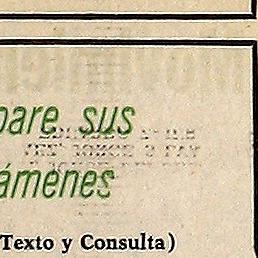 pare sus
ámenes
Texto y Consulta)